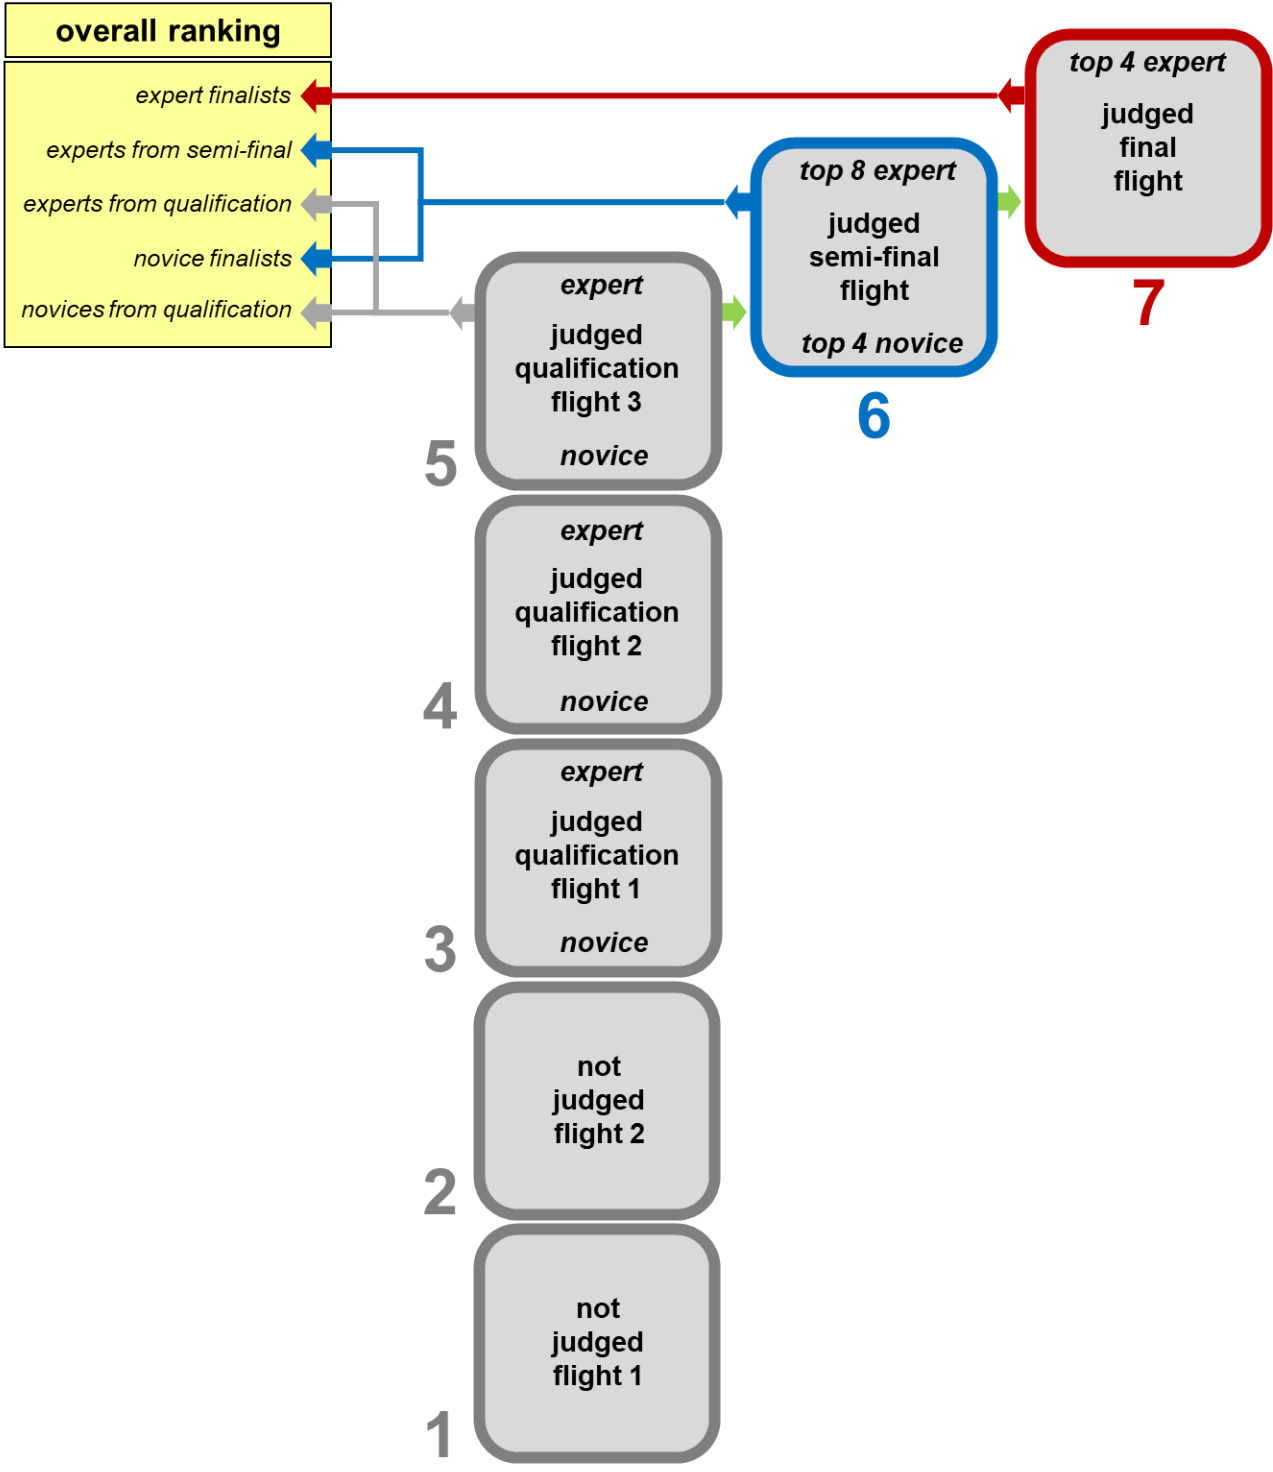 overall ranking
expert finalists
experts from semi-final
experts from qualification
novice finalists
novices from qualification
top 4 expert
judged
final
flight
7
top 8 expert
judged
semi-final
flight
top 4 novice
6
expert
judged
qualification
flight 3
novice
5
expert
judged
qualification
flight 2
novice
4
expert
judged
qualification
flight 1
novice
3
not
judged
flight 2
2
not
judged
flight 1
1